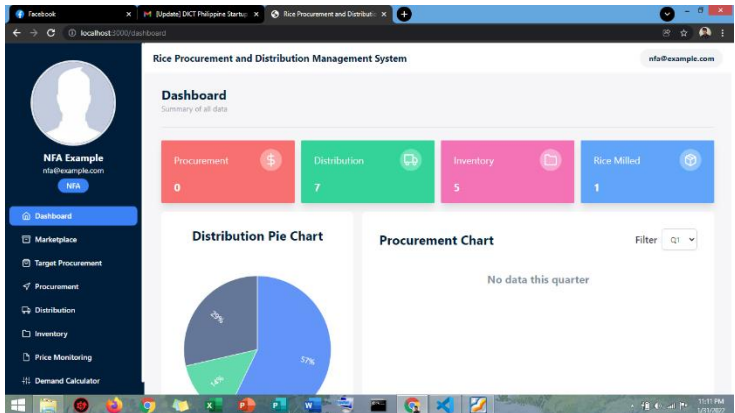 Facebook
[Update] DICT Philippine Startup
Rice Procurement and Distributi
localhost:3000/dashboard
Rice Procurement and Distribution Management System
nfa@example.com
Dashboard
Summary of all data
NFA Example
nfa@example.com
NFA
Procurement
0
Distribution
7
Inventory
5
Rice Milled
1
Dashboard
Marketplace
Target Procurement
Procurement
Distribution
Inventory
Price Monitoring
Demand Calculator
Distribution Pie Chart
29%
57%
14%
Procurement Chart
Filter
Q1
No data this quarter
11:11 PM